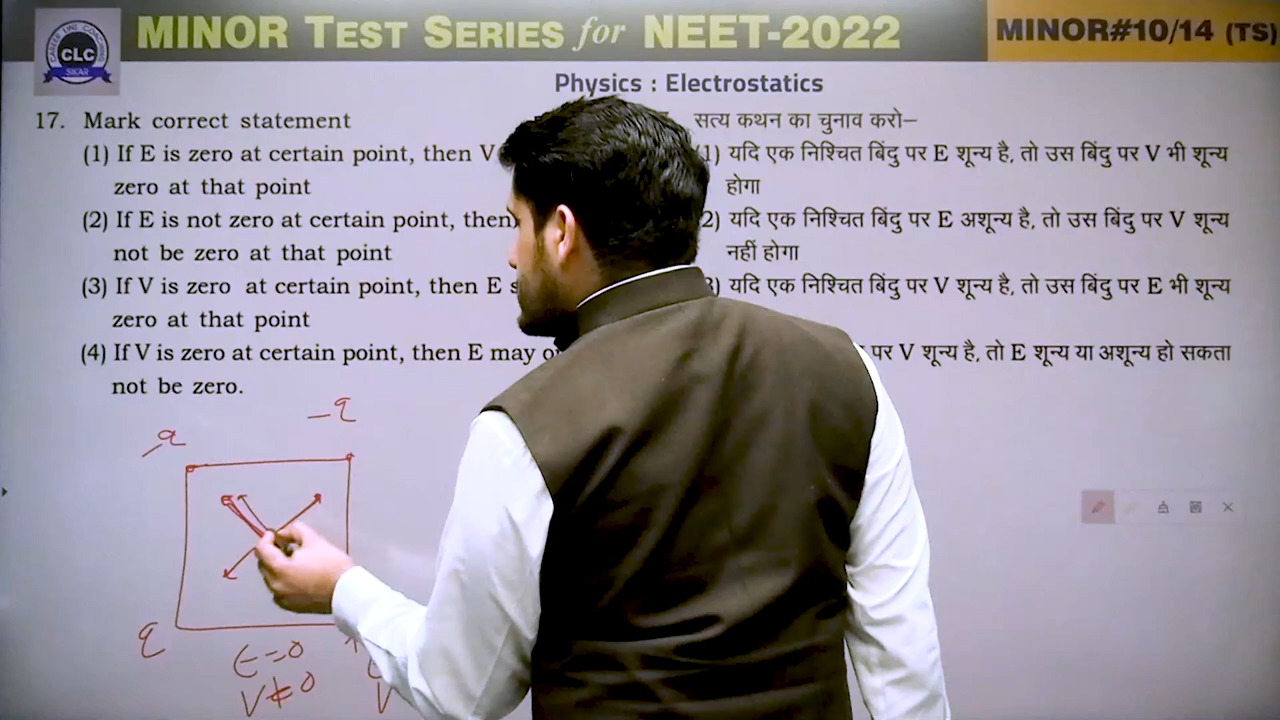 MINOR TEST SERIES for NEET-2022
MINOR#10/14 (TS)
CLC
SIKAR
Physics : Electrostatics
17. Mark correct statement
(1) If E is zero at certain point, then V
zero at that point
(2) If E is not zero at certain point, then
not be zero at that point
(3) If V is zero at certain point, then E s
zero at that point
(4) If V is zero at certain point, then E may o
not be zero.
सत्य कथन का चुनाव करो–
1) यदि एक निश्चित बिंदु पर E शून्य है, तो उस बिंदु पर V भी शून्य
होगा
2) यदि एक निश्चित बिंदु पर E अशून्य है, तो उस बिंदु पर V शून्य
नहीं होगा
3) यदि एक निश्चित बिंदु पर V शून्य है, तो उस बिंदु पर E भी शून्य
पर V शून्य है, तो E शून्य या अशून्य हो सकता
-q
q
E=0
V≠0
V